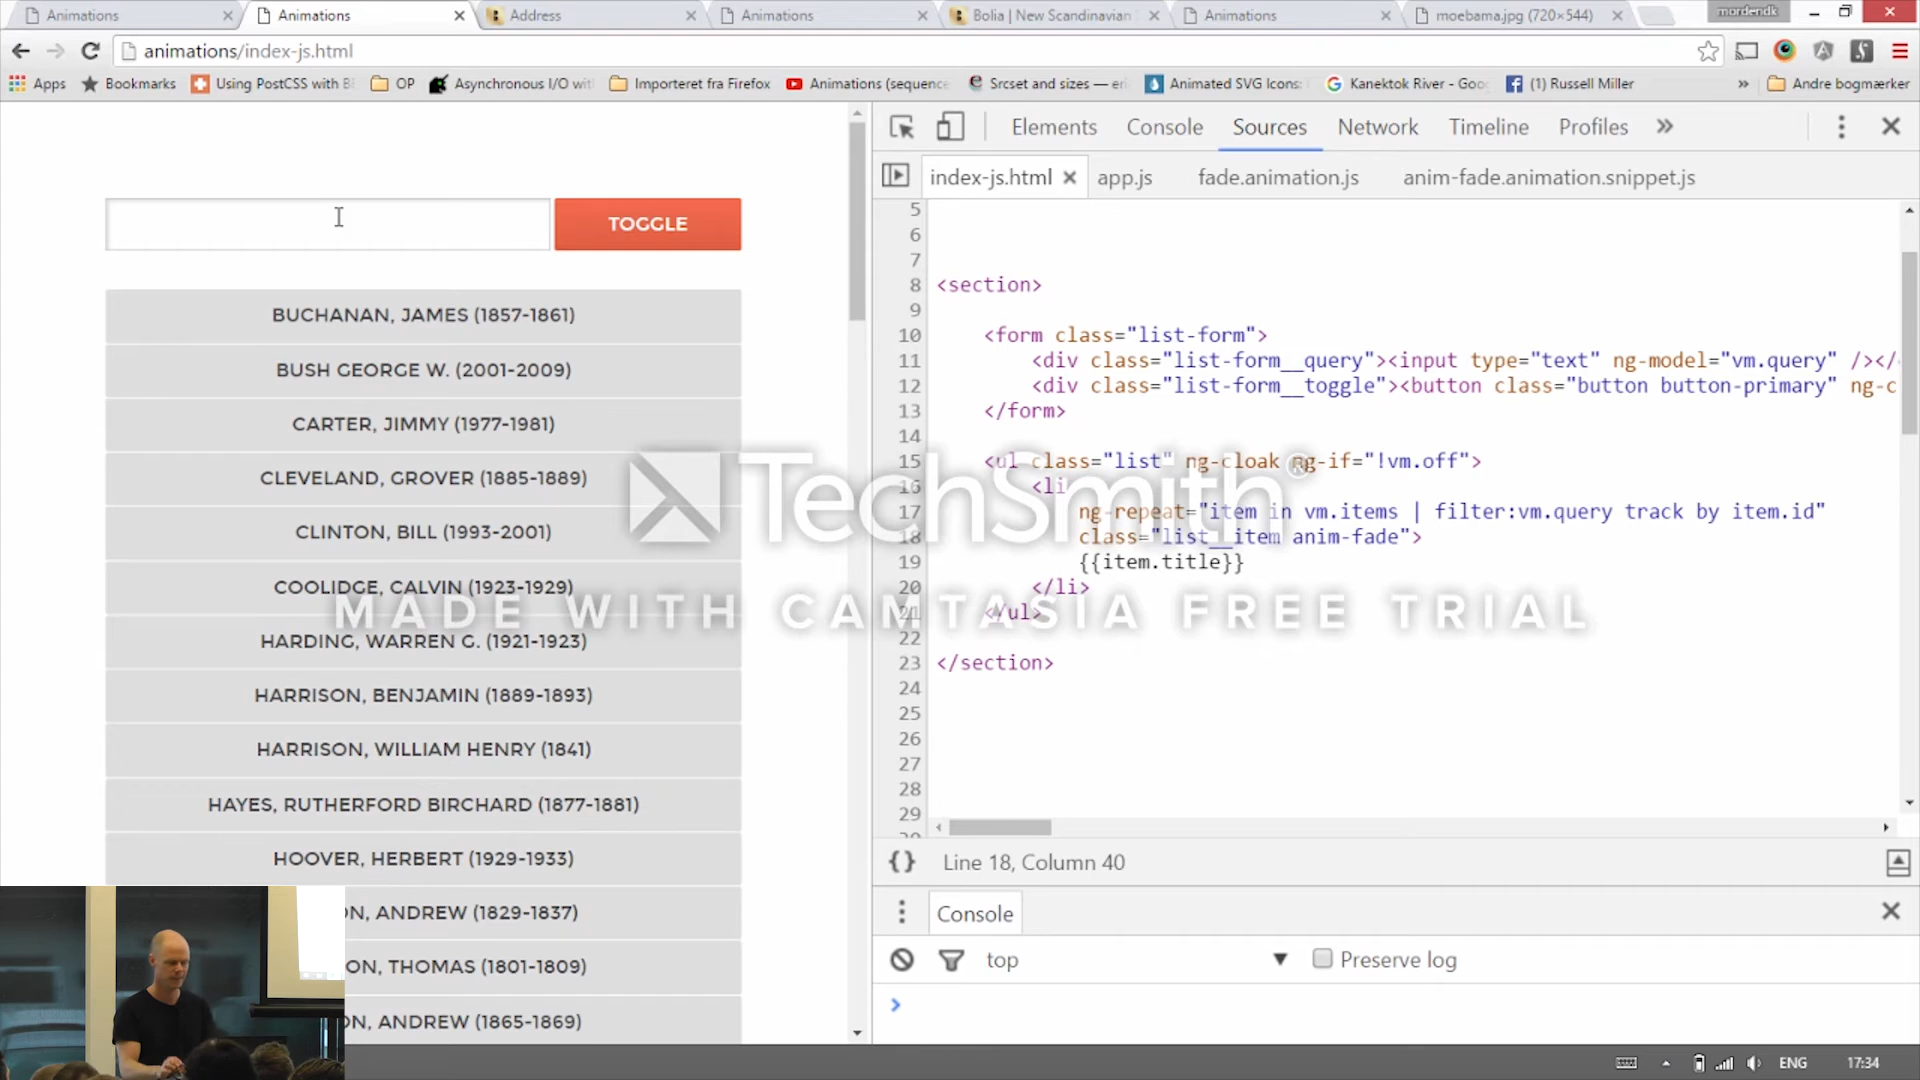 Animations
Animations
Address
Animations
Bolia | New Scandinavian
Animations
moebama.jpg (720×544)
mordendk
animations/index-js.html
Apps
Bookmarks
Using PostCSS with B
OP
Asynchronous I/O wit
Importeret fra Firefox
Animations (sequence
Srcset and sizes — eri
Animated SVG Icons:
Kanektok River - Goo
(1) Russell Miller
»
Andre bogmærker
TOGGLE
BUCHANAN, JAMES (1857-1861)
BUSH GEORGE W. (2001-2009)
CARTER, JIMMY (1977-1981)
CLEVELAND, GROVER (1885-1889)
CLINTON, BILL (1993-2001)
COOLIDGE, CALVIN (1923-1929)
HARDING, WARREN G. (1921-1923)
HARRISON, BENJAMIN (1889-1893)
HARRISON, WILLIAM HENRY (1841)
HAYES, RUTHERFORD BIRCHARD (1877-1881)
HOOVER, HERBERT (1929-1933)
ON, ANDREW (1829-1837)
ON, THOMAS (1801-1809)
ON, ANDREW (1865-1869)
Elements Console Sources Network Timeline Profiles »
index-js.html
app.js
fade.animation.js
anim-fade.animation.snippet.js
5
6
7
8 <section>
9
10 <form class="list-form">
11 <div class="list-form__query"><input type="text" ng-model="vm.query" /></
12 <div class="list-form__toggle"><button class="button button-primary" ng-c
13 </form>
14
15 <ul class="list" ng-cloak ng-if="!vm.off">
16 <li
17 ng-repeat="item in vm.items | filter:vm.query track by item.id"
18 class="list__item anim-fade">
19 {{item.title}}
20 </li>
21 </ul>
22
23 </section>
24
25
26
27
28
29
{} Line 18, Column 40
Console
top
Preserve log
TechSmith®
MADE WITH CAMTASIA FREE TRIAL
ENG
17:34